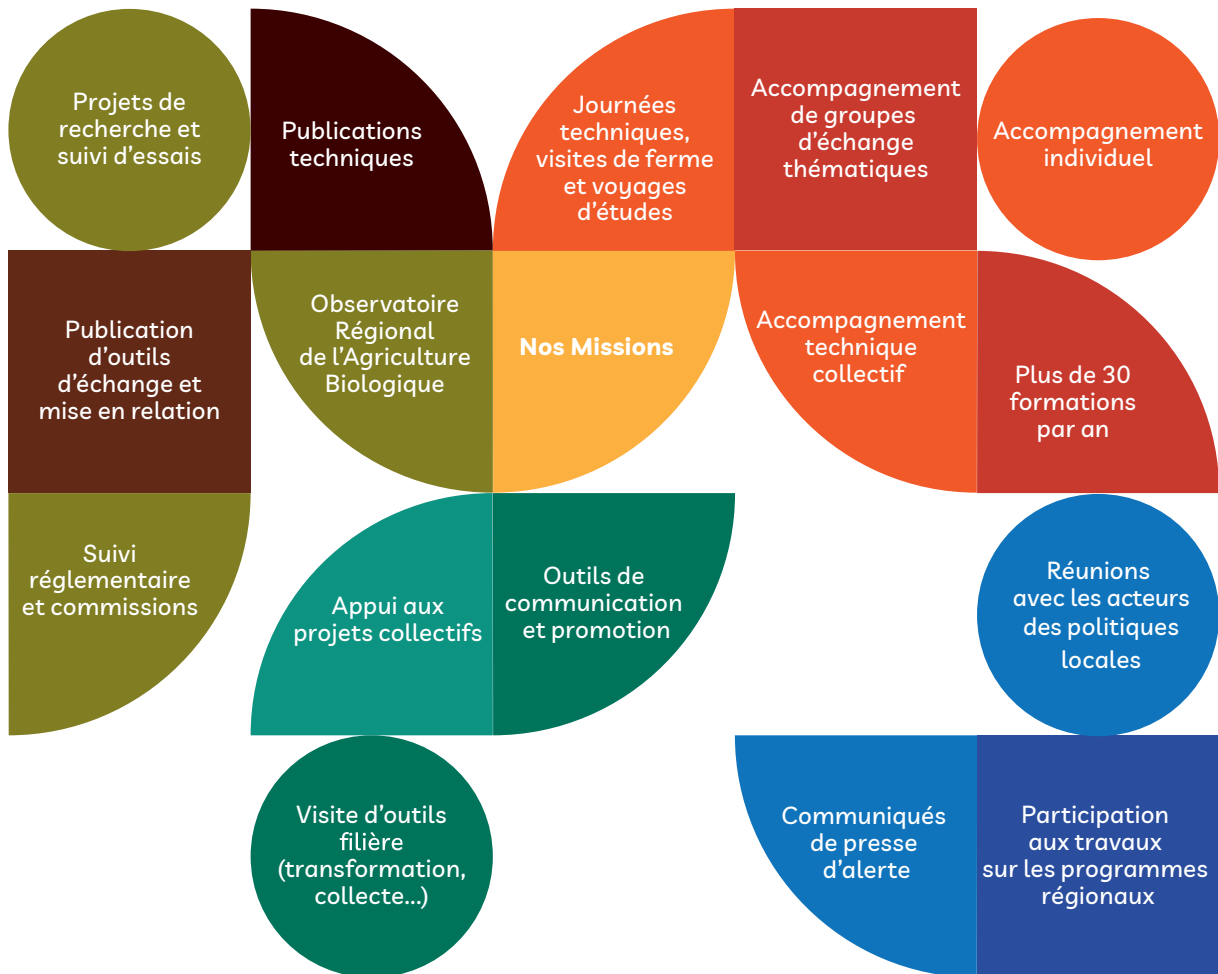 Projets de
recherche et
suivi d’essais
Publications
techniques
Journées
techniques,
visites de ferme
et voyages
d’études
Accompagnement
de groupes
d’échange
thématiques
Accompagnement
individuel
Publication
d’outils
d’échange et
mise en relation
Observatoire
Régional
de l’Agriculture
Biologique
Nos Missions
Accompagnement
technique
collectif
Plus de 30
formations
par an
Suivi
réglementaire
et commissions
Appui aux
projets collectifs
Outils de
communication
et promotion
Réunions
avec les acteurs
des politiques
locales
Visite d’outils
filière
(transformation,
collecte...)
Communiqués
de presse
d’alerte
Participation
aux travaux
sur les programmes
régionaux